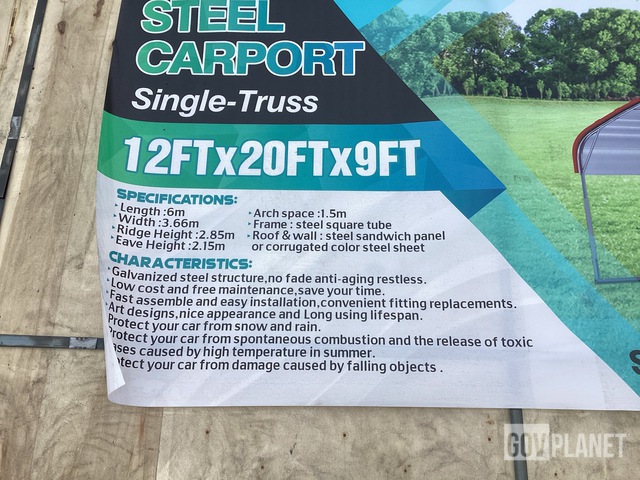 STEEL
CARPORT
Single-Truss
12FTx20FTx9FT
SPECIFICATIONS:
Length :6m
Width :3.66m
Ridge Height :2.85m
Eave Height :2.15m
Arch space :1.5m
Frame : steel square tube
Roof & wall : steel sandwich panel
or corrugated color steel sheet
CHARACTERISTICS:
Galvanized steel structure,no fade anti-aging restless.
Low cost and free maintenance,save your time.
Fast assemble and easy installation,convenient fitting replacements.
Art designs,nice appearance and Long using lifespan.
Protect your car from snow and rain.
Protect your car from spontaneous combustion and the release of toxic
ases caused by high temperature in summer.
otect your car from damage caused by falling objects .
S
GOVPLANET